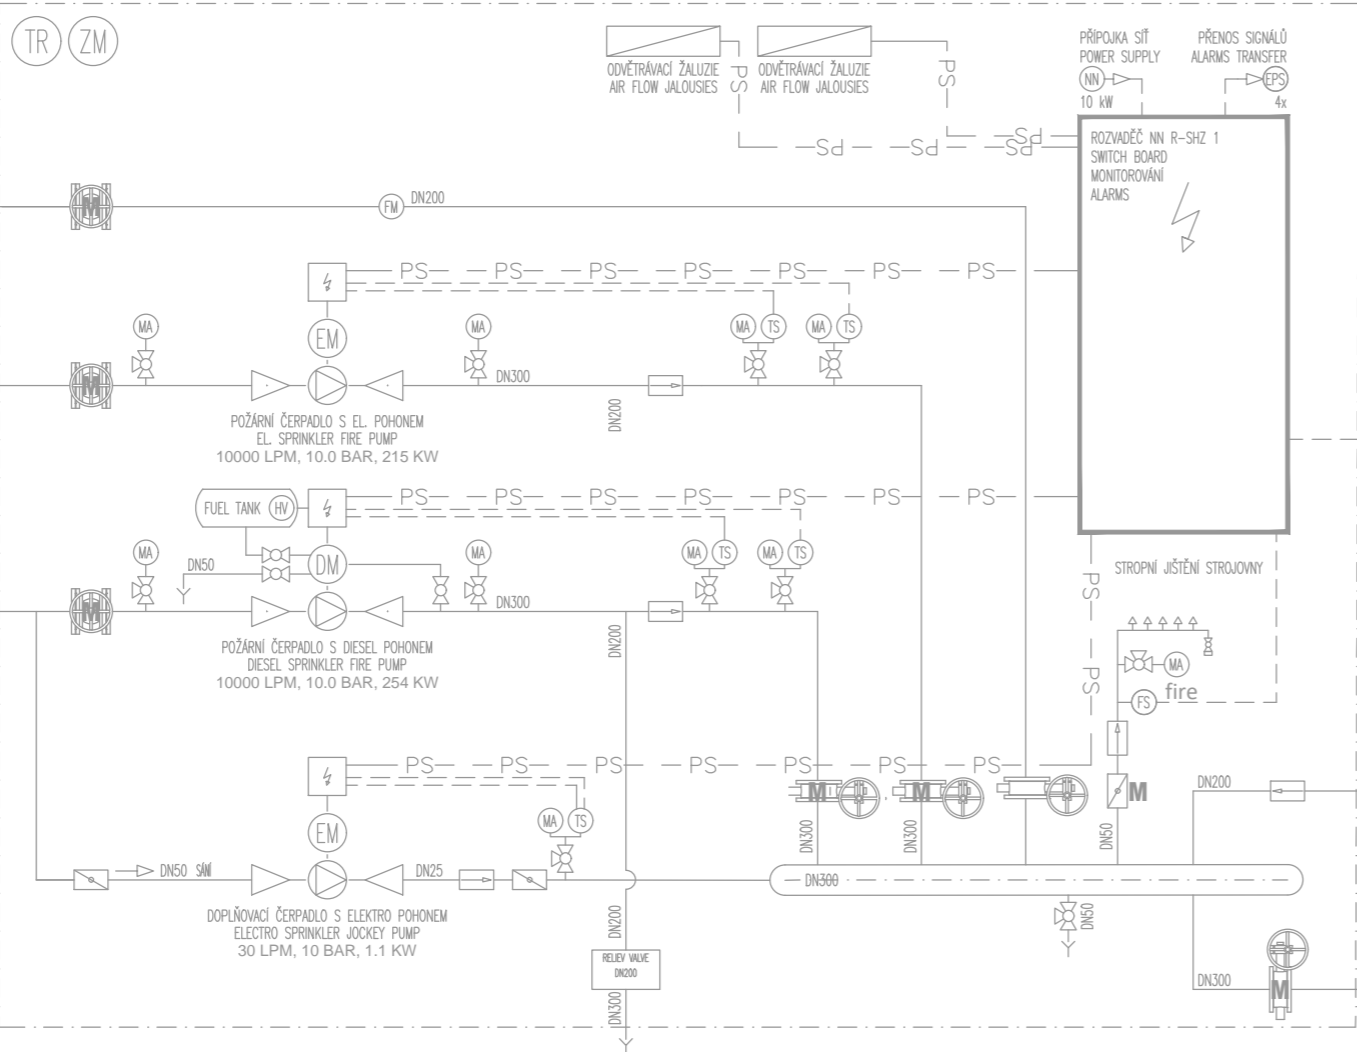 TR ZM
ODVĚTRÁVACÍ ŽALUZIE
AIR FLOW JALOUSIES
ODVĚTRÁVACÍ ŽALUZIE
AIR FLOW JALOUSIES
PS
PS
PŘÍPOJKA SÍŤ
POWER SUPPLY
NN
10 kW
PŘENOS SIGNÁLŮ
ALARMS TRANSFER
EPS
4x
PS
PS PS
ROZVADĚČ NN R-SHZ 1
SWITCH BOARD
MONITOROVÁNÍ
ALARMS
M FM DN200
PS PS PS PS PS PS PS
MA EM MA MA TS MA TS
M DN300
DN200
POŽÁRNÍ ČERPADLO S EL. POHONEM
EL. SPRINKLER FIRE PUMP
10000 LPM, 10.0 BAR, 215 KW
PS PS PS PS PS PS PS
FUEL TANK HV
MA DM MA MA TS MA TS
DN50
M DN300
DN200
POŽÁRNÍ ČERPADLO S DIESEL POHONEM
DIESEL SPRINKLER FIRE PUMP
10000 LPM, 10.0 BAR, 254 KW
STROPNÍ JIŠTĚNÍ STROJOVNY
PS
PS
MA
FS fire
PS PS PS PS PS PS
M M M
DN200
EM MA TS
DN300 DN300 DN50
DN50 SÁNÍ DN25 DN300
DOPLŇOVACÍ ČERPADLO S ELEKTRO POHONEM
ELECTRO SPRINKLER JOCKEY PUMP
30 LPM, 10 BAR, 1.1 KW
DN200
DN50
RELIEV VALVE
DN200
DN300
DN300 M